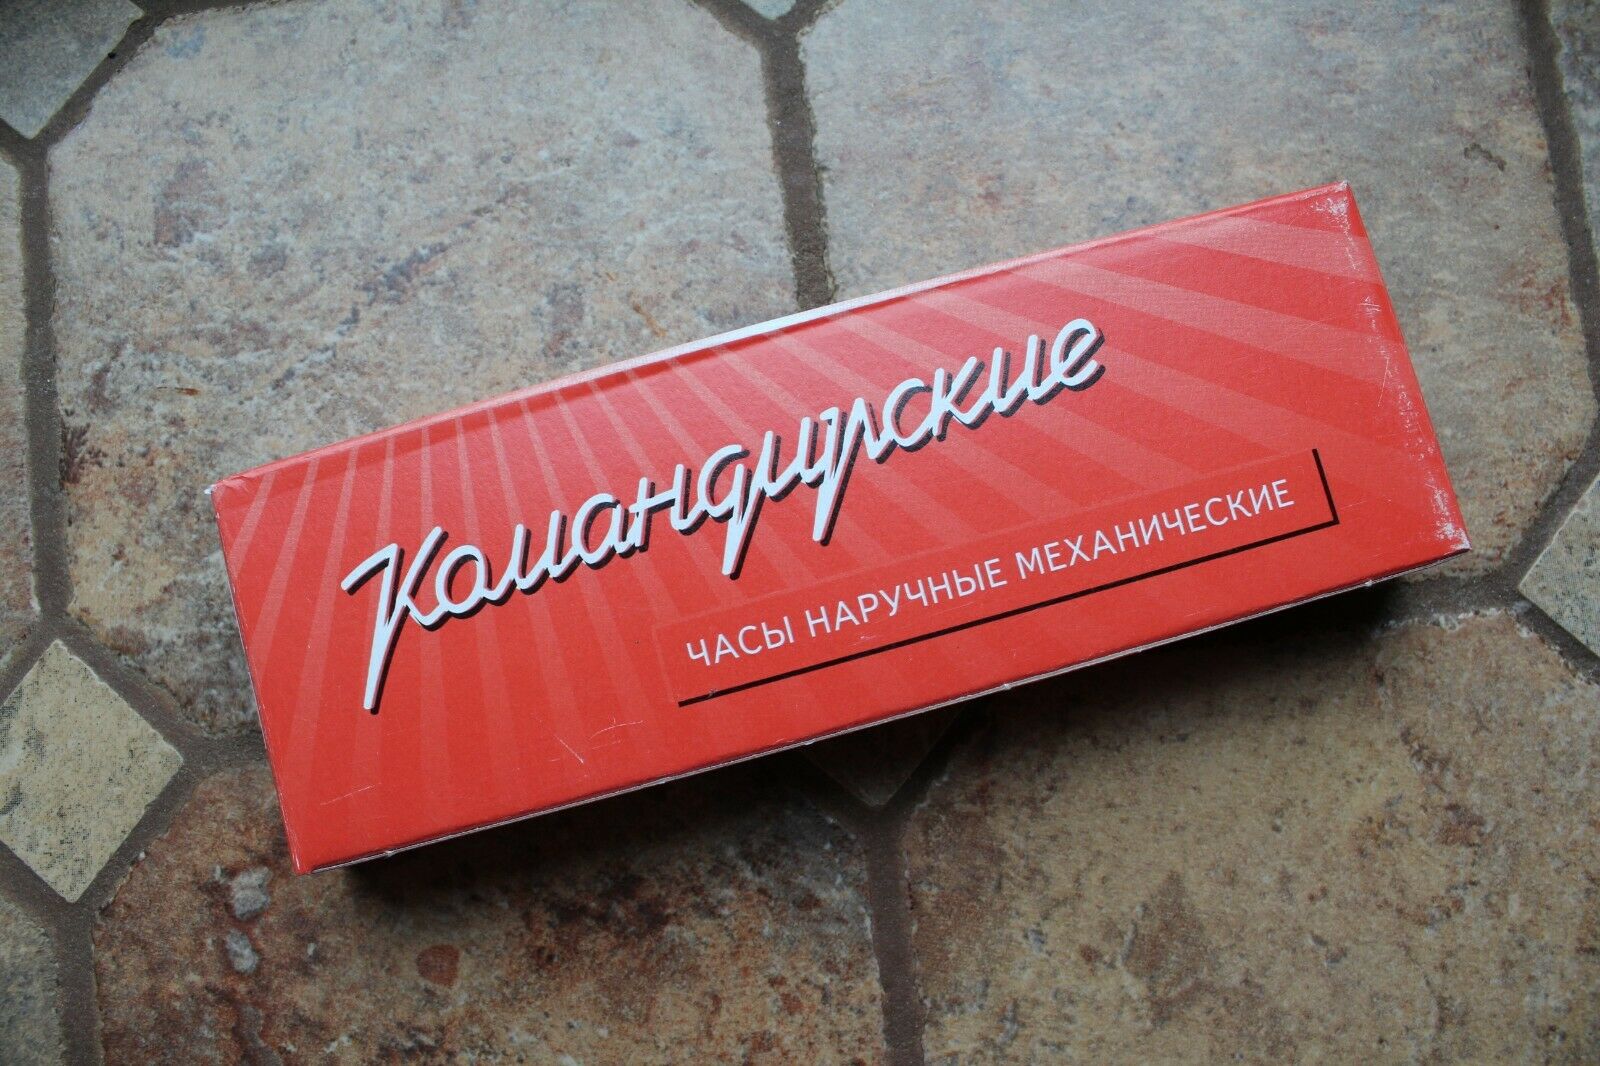 Командирские
ЧАСЫ НАРУЧНЫЕ МЕХАНИЧЕСКИЕ